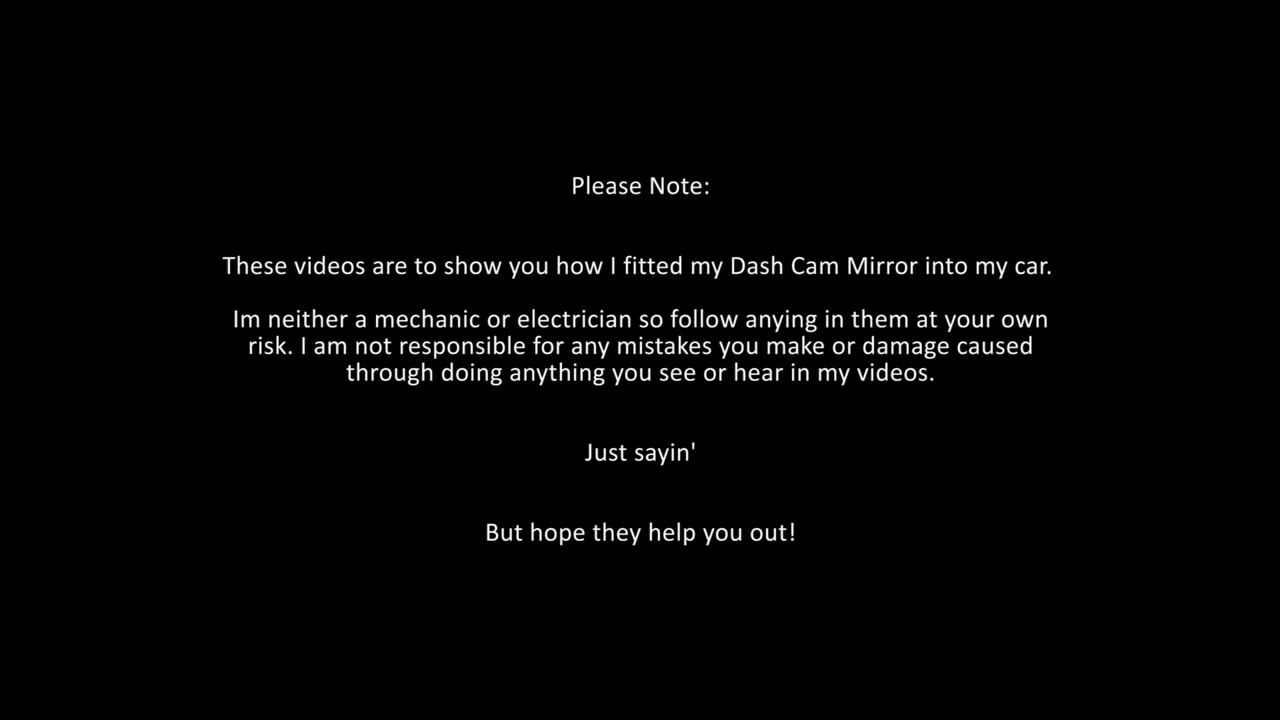 Please Note:
These videos are to show you how I fitted my Dash Cam Mirror into my car.
Im neither a mechanic or electrician so follow anying in them at your own
risk. I am not responsible for any mistakes you make or damage caused
through doing anything you see or hear in my videos.
Just sayin'
But hope they help you out!